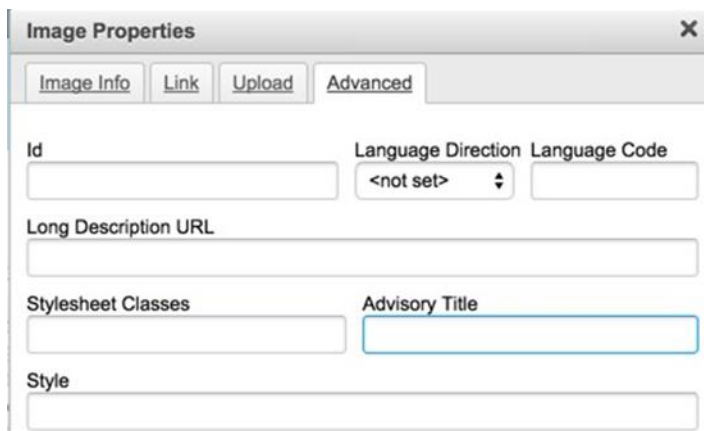 Image Properties
Image Info Link Upload Advanced
Id Language Direction Language Code
<not set>
Long Description URL
Stylesheet Classes Advisory Title
Style